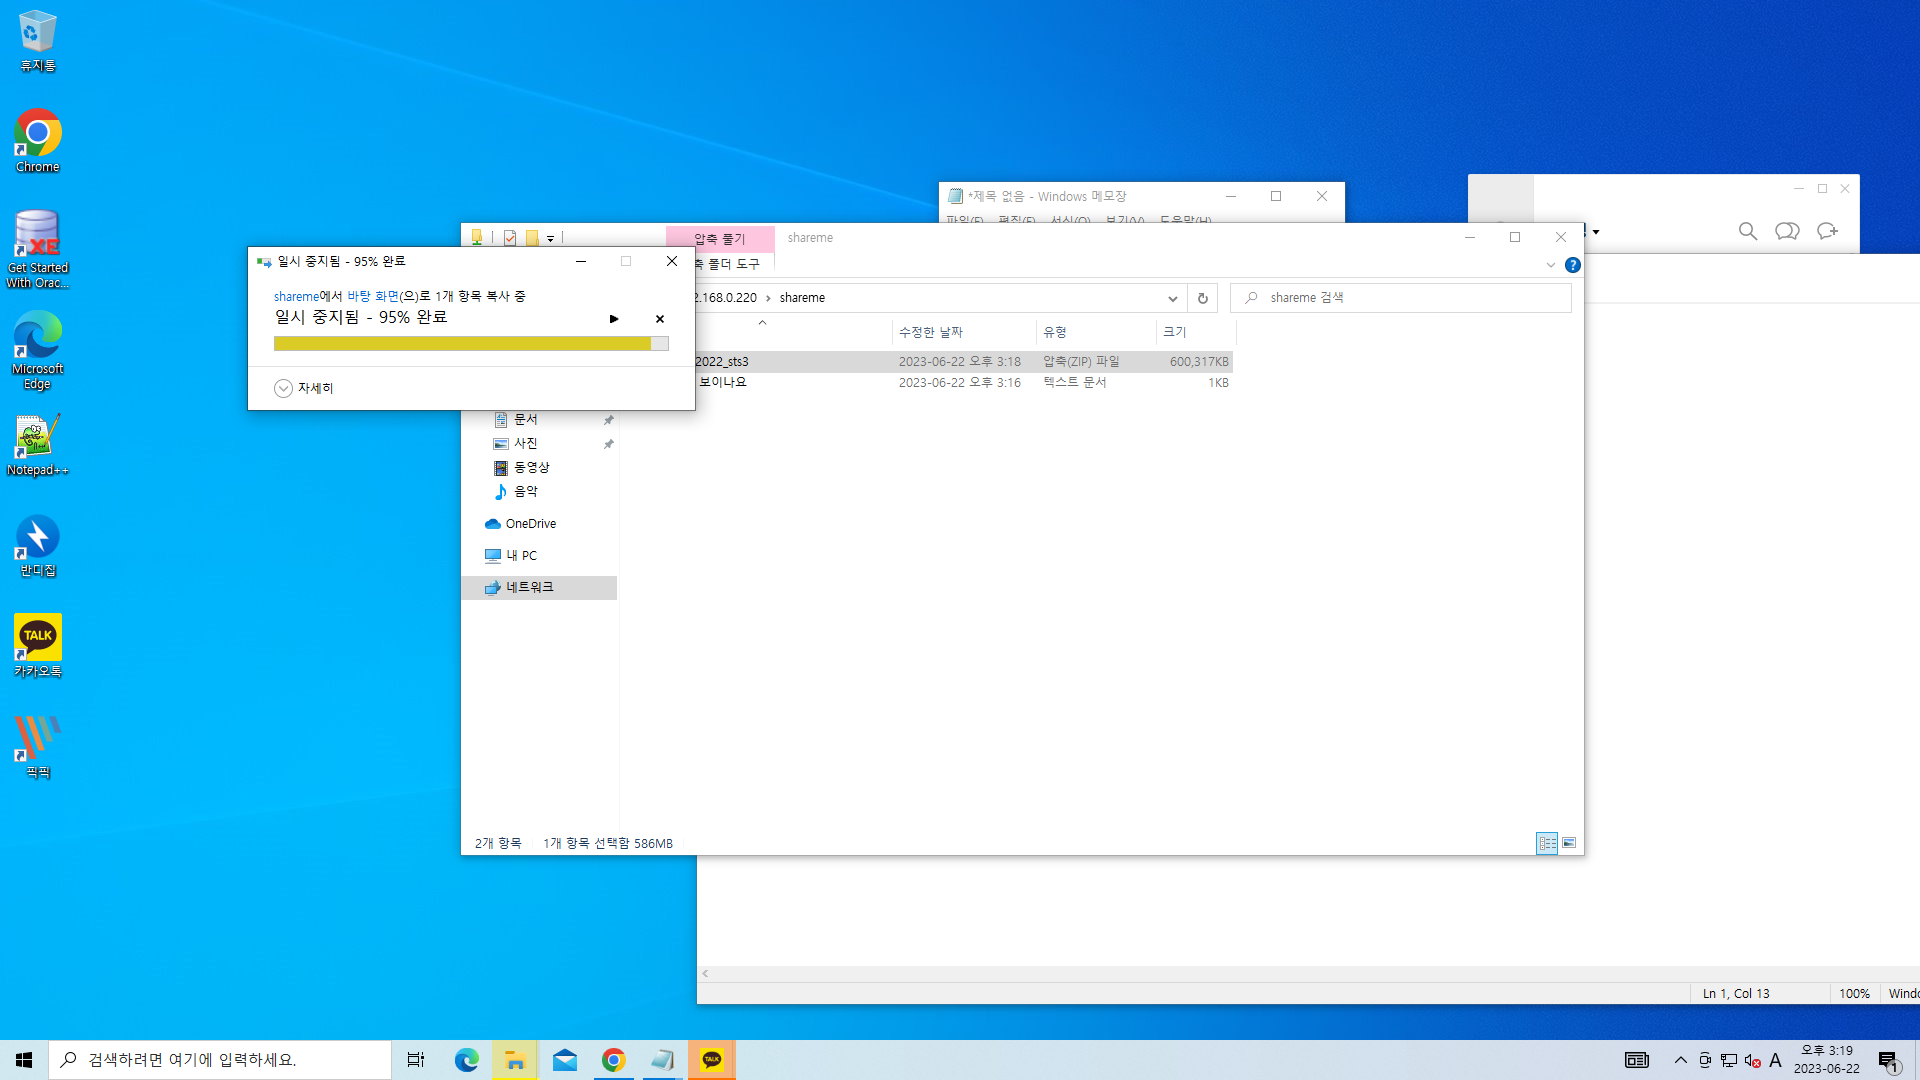 휴지통
Chrome
Get Started
With Orac...
Microsoft
Edge
Notepad++
반디집
TALK
카카오톡
픽픽
*제목 없음 - Windows 메모장
파일(F) 편집(E) 서식(O) 보기(V) 도움말(H)
압축 풀기
shareme
축 폴더 도구
2.168.0.220 › shareme
shareme 검색
수정한 날짜
유형
크기
2022_sts3
2023-06-22 오후 3:18
압축(ZIP) 파일
600,317KB
보이나요
2023-06-22 오후 3:16
텍스트 문서
1KB
일시 중지됨 - 95% 완료
shareme에서 바탕 화면(으)로 1개 항목 복사 중
일시 중지됨 - 95% 완료
자세히
문서
사진
동영상
음악
OneDrive
내 PC
네트워크
2개 항목
1개 항목 선택함 586MB
Ln 1, Col 13
100%
Windo
검색하려면 여기에 입력하세요.
TALK
A
오후 3:19
2023-06-22
1